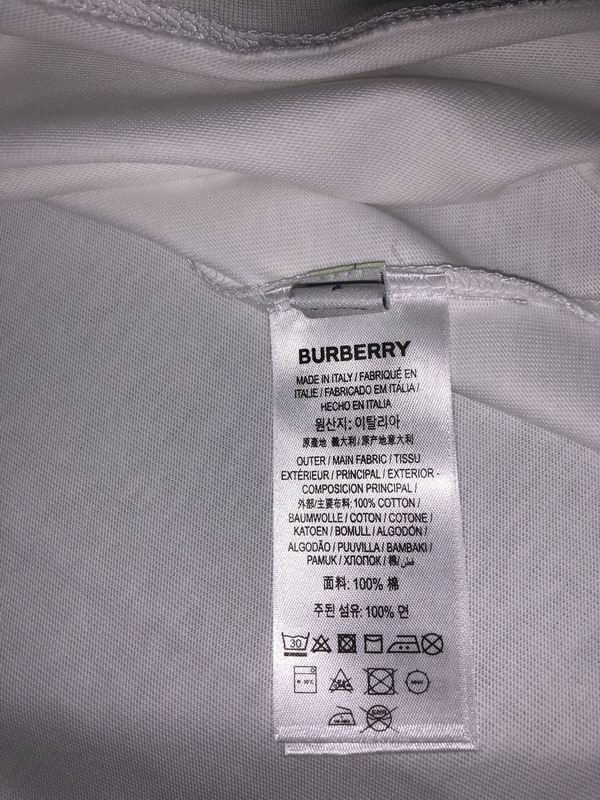 BURBERRY
MADE IN ITALY / FABRIQUÉ EN
ITALIE / FABRICADO EM ITÁLIA /
HECHO EN ITALIA
원산지: 이탈리아
原產地 義大利 / 原产地意大利
OUTER / MAIN FABRIC / TISSU
EXTÉRIEUR / PRINCIPAL / EXTERIOR -
COMPOSICION PRINCIPAL /
外部/主要布料: 100% COTTON /
BAUMWOLLE / COTON / COTONE /
KATOEN / BOMULL / ALGODÓN /
ALGODÃO / PUUVILLA / BAMBAKI /
PAMUK / ХЛОПОК / 棉/
面料: 100% 棉
주된 섬유: 100% 면
30